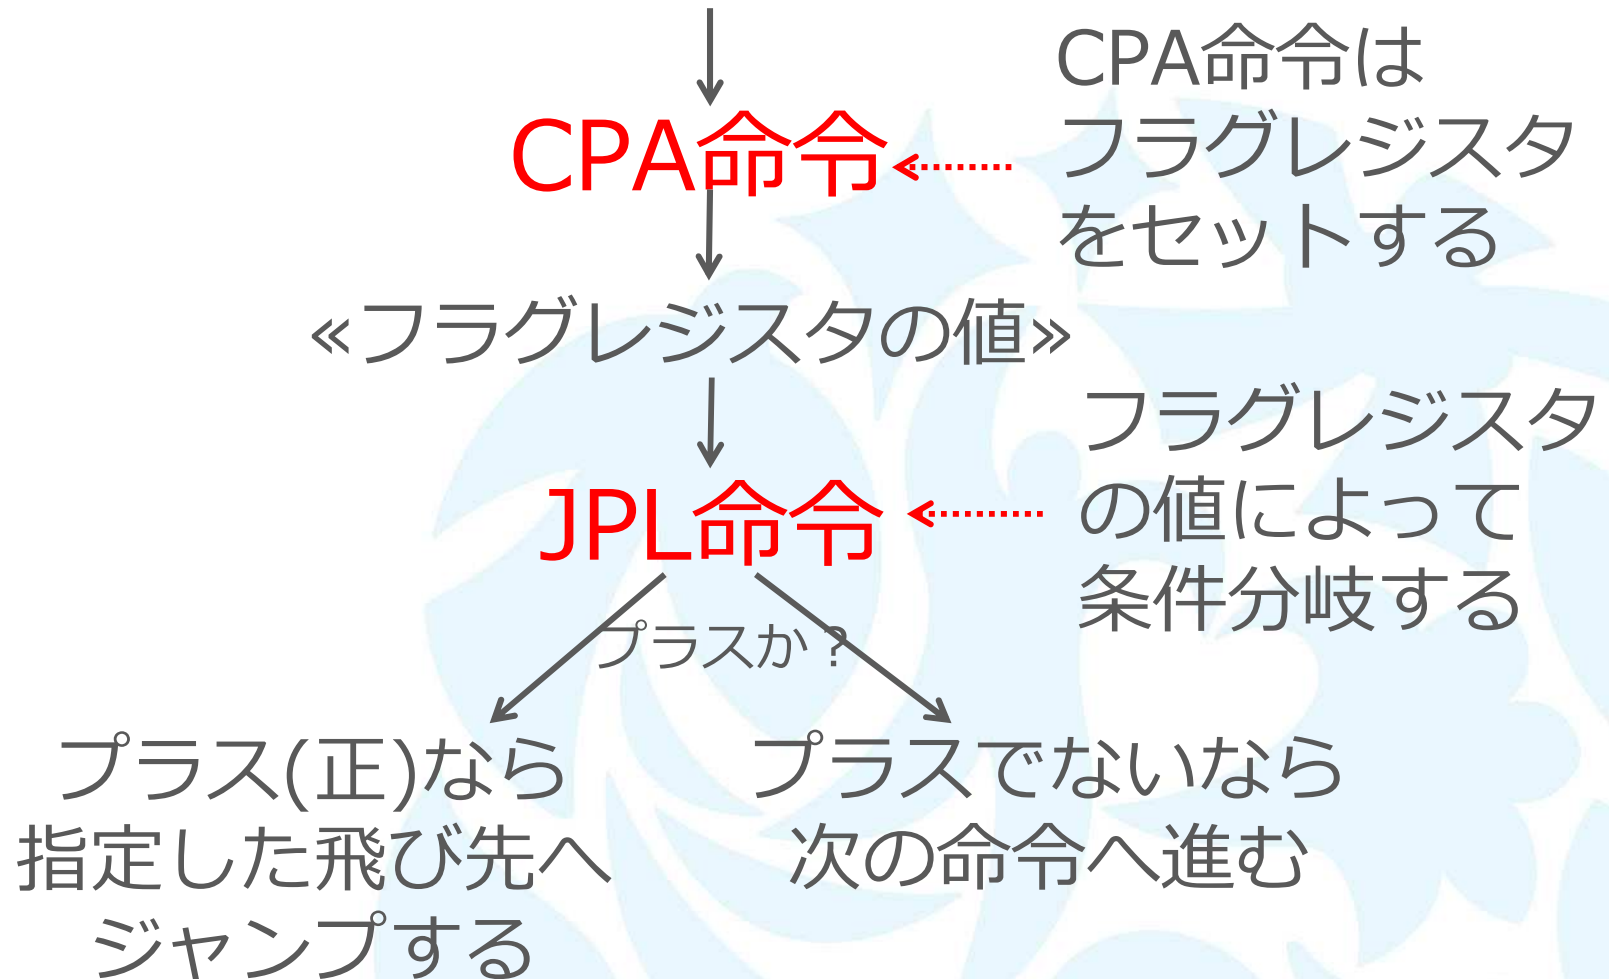 CPA命令は
フラグレジスタ
をセットする
CPA命令
«フラグレジスタの値»
フラグレジスタ
の値によって
条件分岐する
JPL命令
プラスか？
プラス(正)なら
指定した飛び先へ
ジャンプする
プラスでないなら
次の命令へ進む